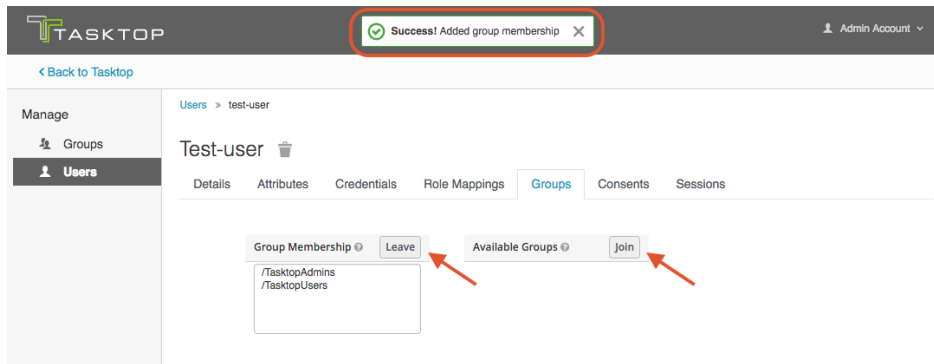 TASKTOP
Success! Added group membership
Admin Account
Back to Tasktop
Manage
Groups
Users
Users » test-user
Test-user
Details Attributes Credentials Role Mappings Groups Consents Sessions
Group Membership Leave
/TasktopAdmins
/TasktopUsers
Available Groups Join